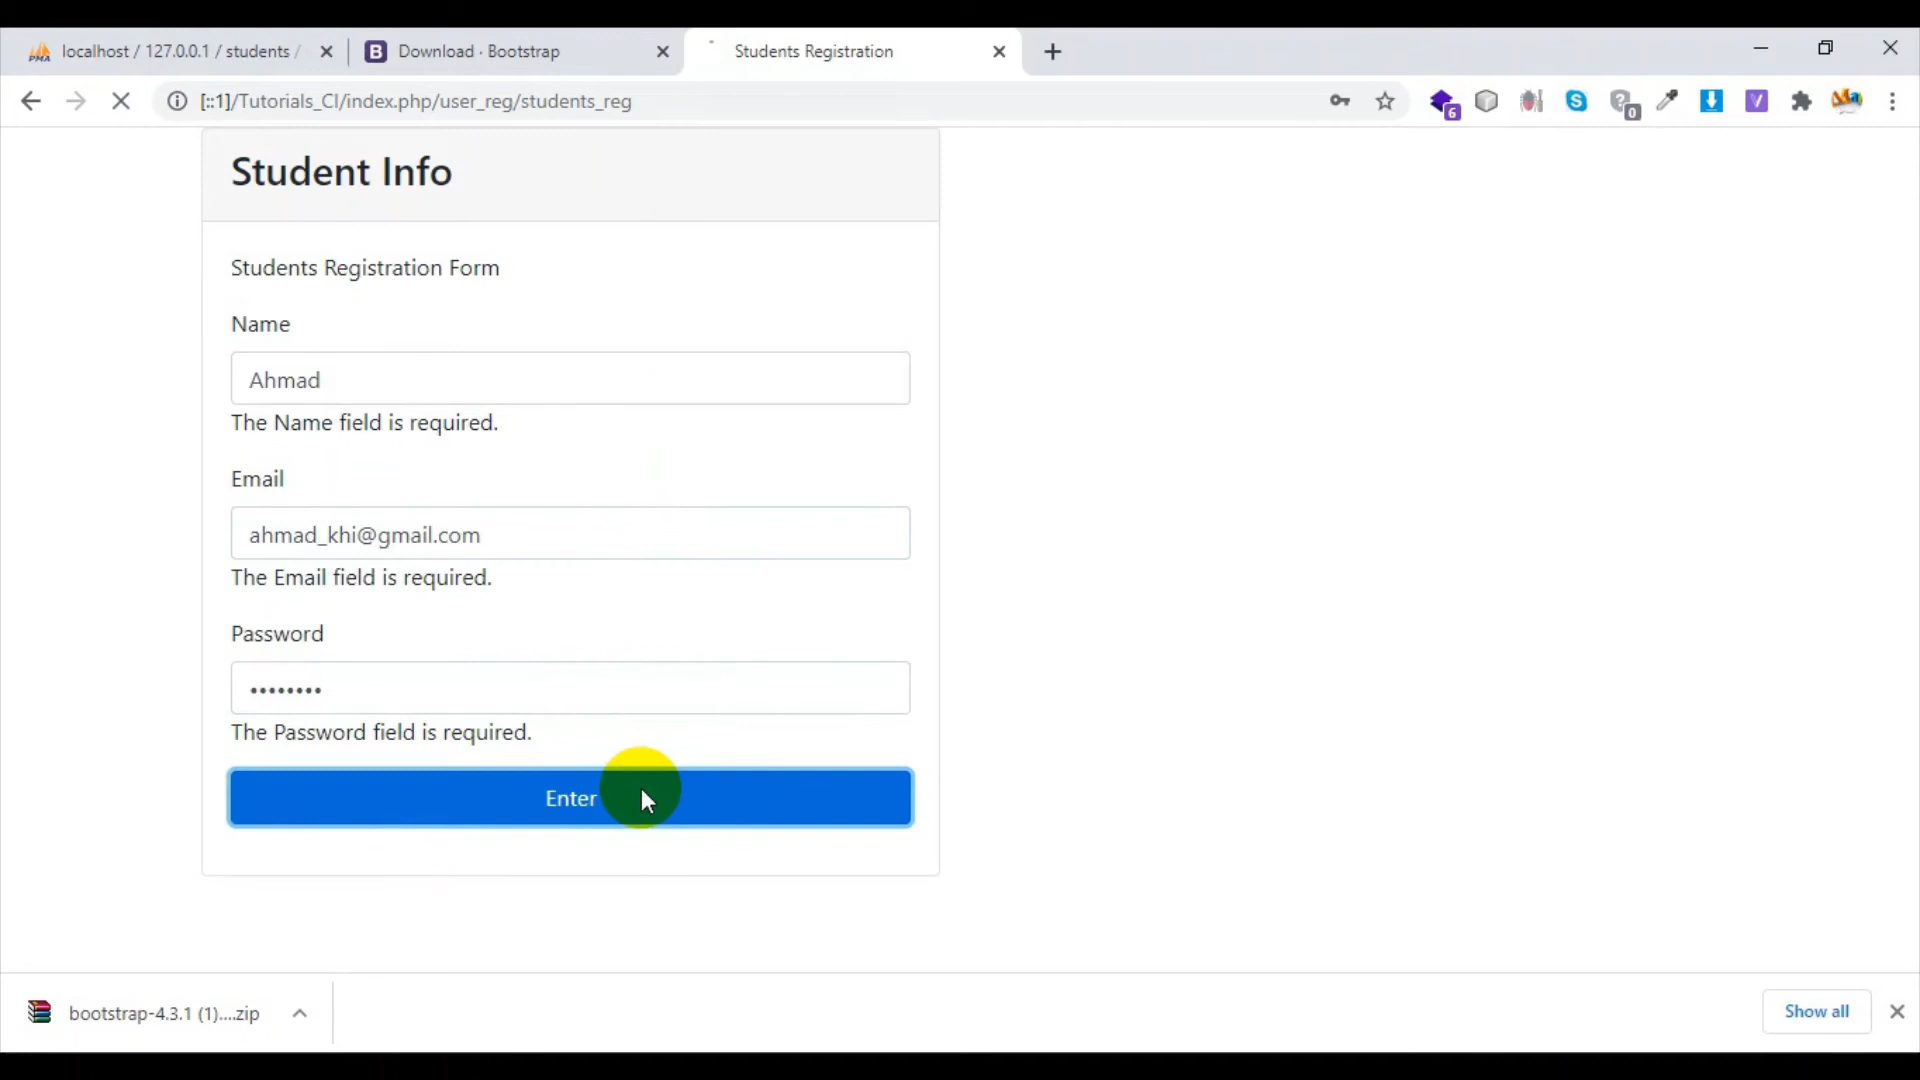 localhost / 127.0.0.1 / students /
Download · Bootstrap
Students Registration
[::1]/Tutorials_CI/index.php/user_reg/students_reg
6
0
V
Student Info
Students Registration Form
Name
Ahmad
The Name field is required.
Email
ahmad_khi@gmail.com
The Email field is required.
Password
••••••••
The Password field is required.
Enter
bootstrap-4.3.1 (1)....zip
Show all